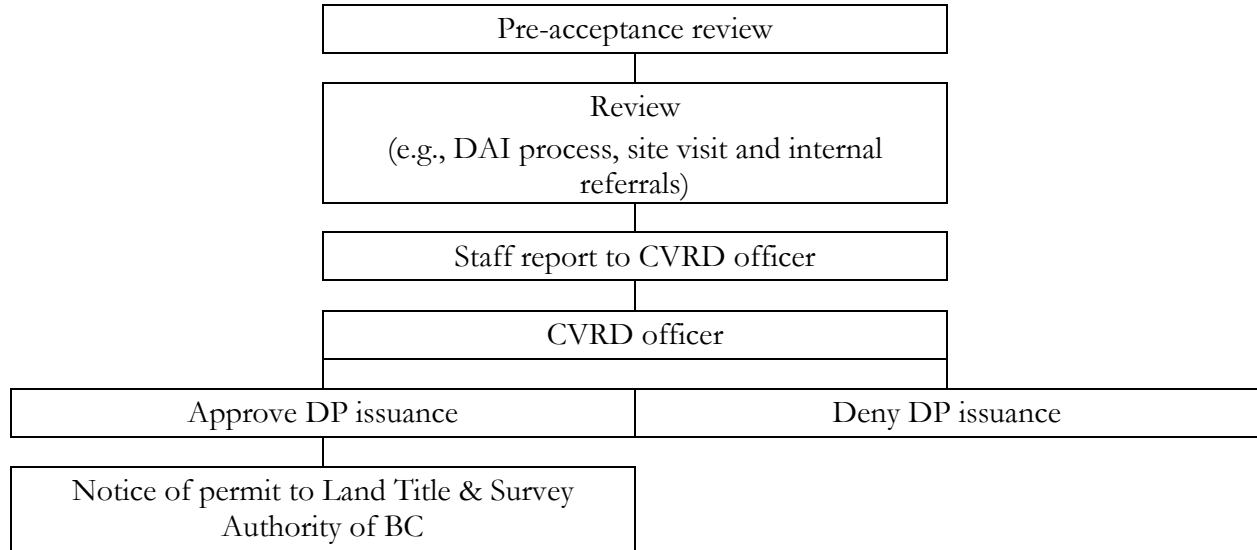 Pre-acceptance review
Review
(e.g., DAI process, site visit and internal
referrals)
Staff report to CVRD officer
CVRD officer
Approve DP issuance
Deny DP issuance
Notice of permit to Land Title & Survey
Authority of BC